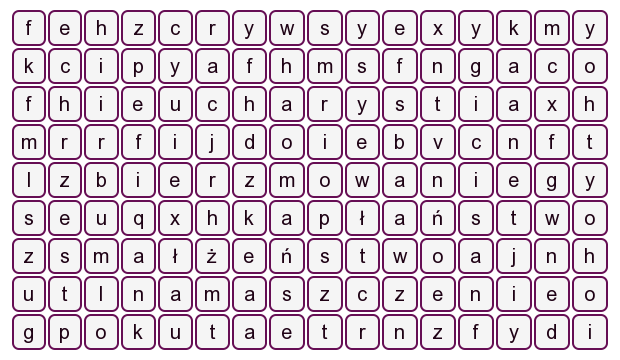 f e h z c r y w s y e x y k m y
k c i p y a f h m s f n g a c o
f h i e u c h a r y s t i a x h
m r r f i j d o i e b v c n f t
l z b i e r z m o w a n i e g y
s e u q x h k a p ł a ń s t w o
z s m a ł ż e ń s t w o a j n h
u t l n a m a s z c z e n i e o
g p o k u t a e t r n z f y d i